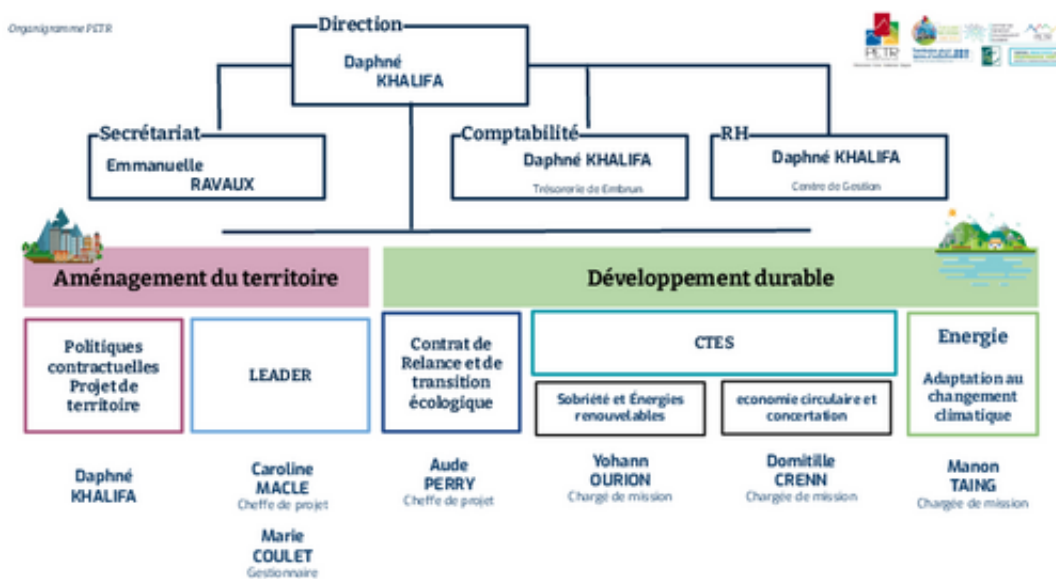 Organigramme PETR
Direction
Daphné
KHALIFA
PETR
Secrétariat
Emmanuelle
RAVAUX
Comptabilité
Daphné KHALIFA
Trésorerie de Embrun
RH
Daphné KHALIFA
Centre de Gestion
Aménagement du territoire
Développement durable
Politiques
contractuelles
Projet de
territoire
LEADER
Contrat de
Relance et de
transition
écologique
CTES
Sobriété et Énergies
renouvelables
economie circulaire et
concertation
Energie
Adaptation au
changement
climatique
Daphné
KHALIFA
Caroline
MACLE
Cheffe de projet
Marie
COULET
Gestionnaire
Aude
PERRY
Cheffe de projet
Yohann
OURION
Chargé de mission
Domitille
CRENN
Chargée de mission
Manon
TAING
Chargée de mission